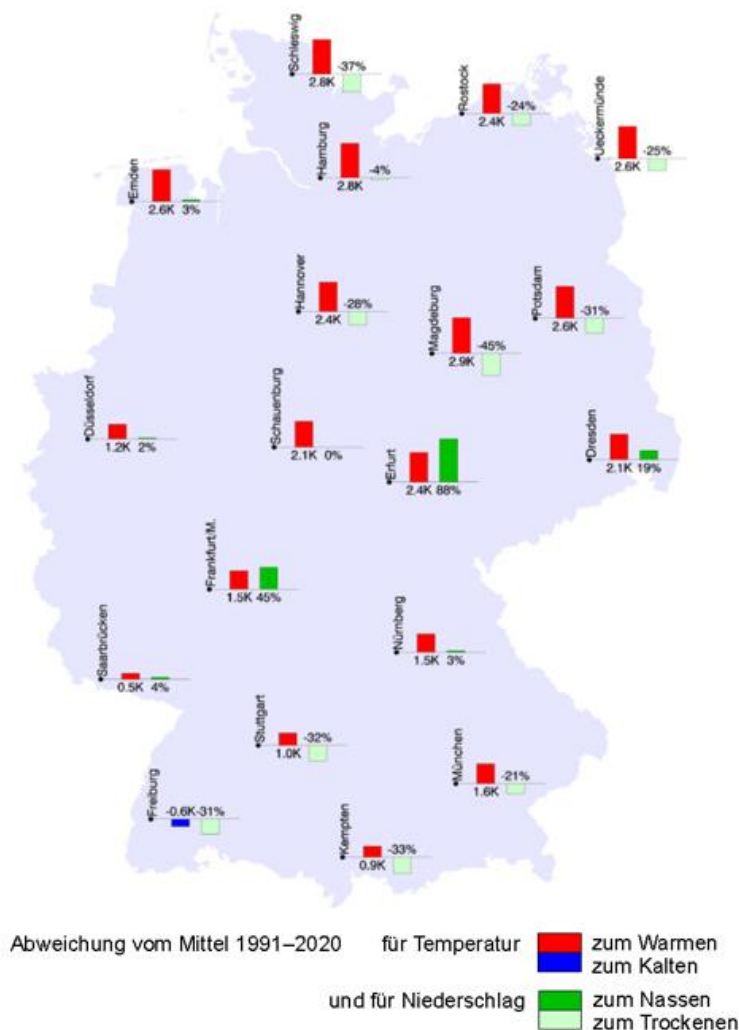 Schleswig
-37%
2.8K
Rostock
-24%
2.4K
Ueckermünde
-25%
2.6K
Hamburg
-4%
2.8K
Emden
2.6K 3%
Hannover
-28%
2.4K
Potsdam
-31%
2.6K
Magdeburg
-45%
2.9K
Düsseldorf
1.2K 2%
Schauenburg
2.1K 0%
Erfurt
2.4K 88%
Dresden
2.1K 19%
Frankfurt/M.
1.5K 45%
Nürnberg
1.5K 3%
Saarbrücken
0.5K 4%
Stuttgart
-32%
1.0K
München
-21%
1.6K
Freiburg
-0.6K -31%
Kempten
-33%
0.9K
Abweichung vom Mittel 1991–2020 für Temperatur zum Warmen
zum Kalten
und für Niederschlag zum Nassen
zum Trockenen